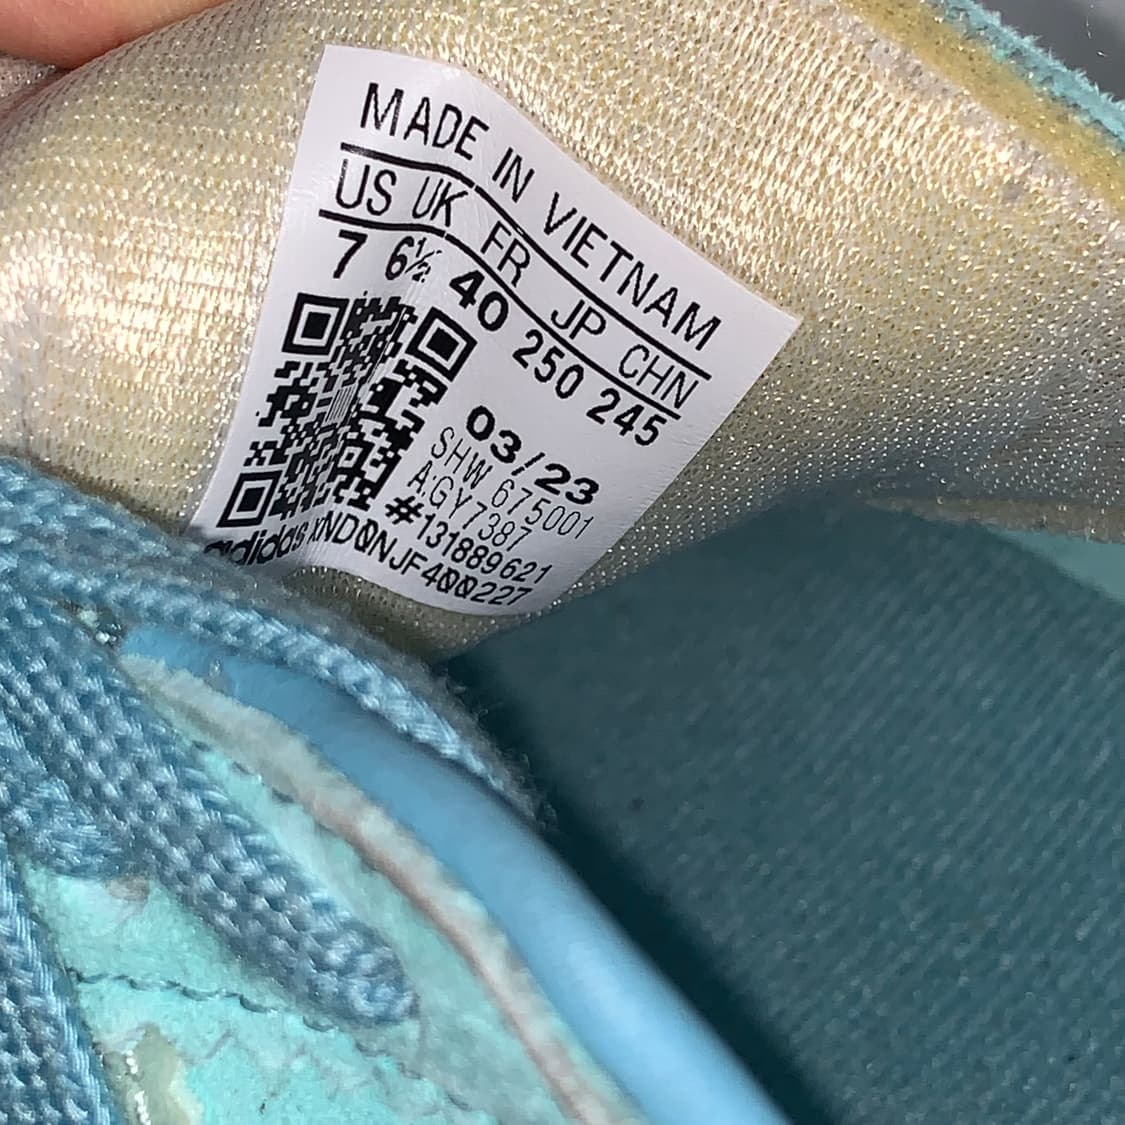 MADE IN VIETNAM
US UK FR JP CHN
7 6½ 40 250 245
03/23
SHW 675001
A:GY7387
#131889621
adidas XNDQNJF4QQ227